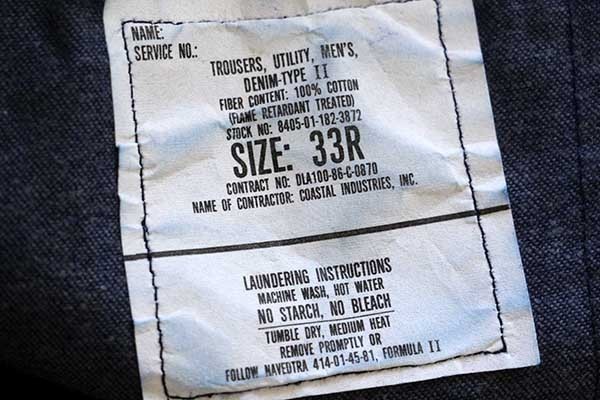 NAME:
SERVICE NO.:
TROUSERS, UTILITY, MEN'S,
DENIM-TYPE II
FIBER CONTENT: 100% COTTON
(FLAME RETARDANT TREATED)
STOCK NO: 8405-01-182-3872
SIZE: 33R
CONTRACT NO: DLA100-86-C-0870
NAME OF CONTRACTOR: COASTAL INDUSTRIES, INC.
LAUNDERING INSTRUCTIONS
MACHINE WASH, HOT WATER
NO STARCH, NO BLEACH
TUMBLE DRY, MEDIUM HEAT
REMOVE PROMPTLY OR
FOLLOW NAVEDTRA 414-01-45-81, FORMULA II